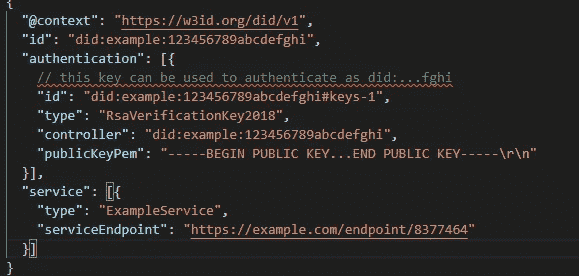 {
"@context": "https://w3id.org/did/v1",
"id": "did:example:123456789abcdefghi",
"authentication": [{
// this key can be used to authenticate as did:...fghi
"id": "did:example:123456789abcdefghi#keys-1",
"type": "RsaVerificationKey2018",
"controller": "did:example:123456789abcdefghi",
"publicKeyPem": "-----BEGIN PUBLIC KEY...END PUBLIC KEY-----\r\n"
}],
"service": [{
"type": "ExampleService",
"serviceEndpoint": "https://example.com/endpoint/8377464"
}]
}